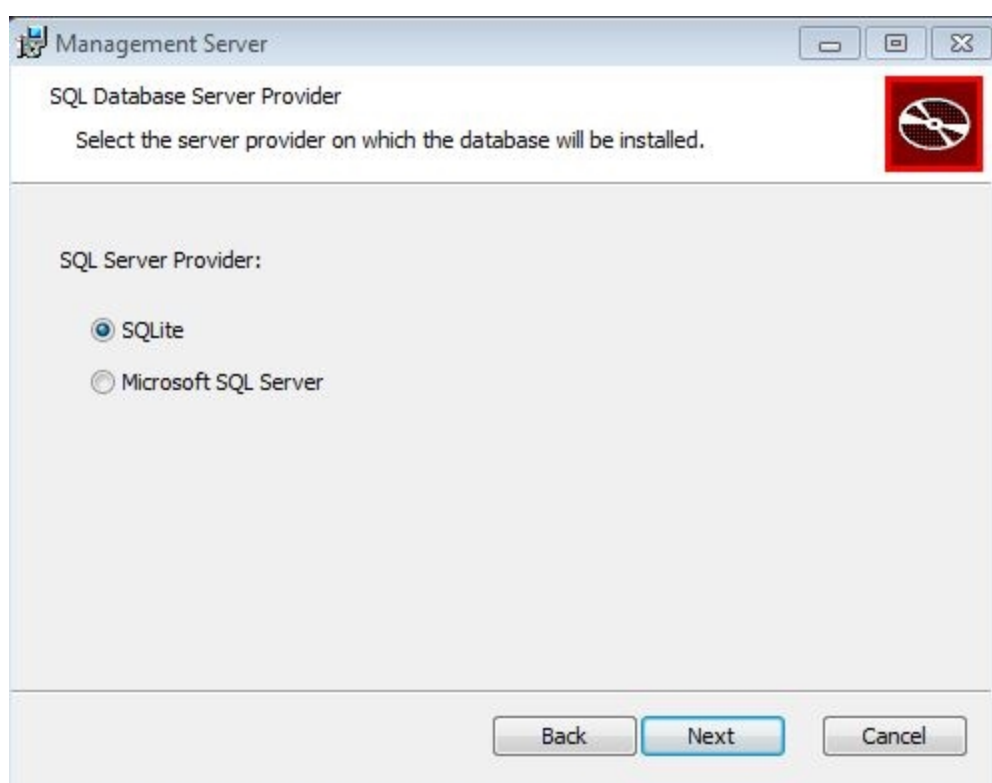 Management Server
SQL Database Server Provider
Select the server provider on which the database will be installed.
SQL Server Provider:
SQLite
Microsoft SQL Server
Back Next Cancel